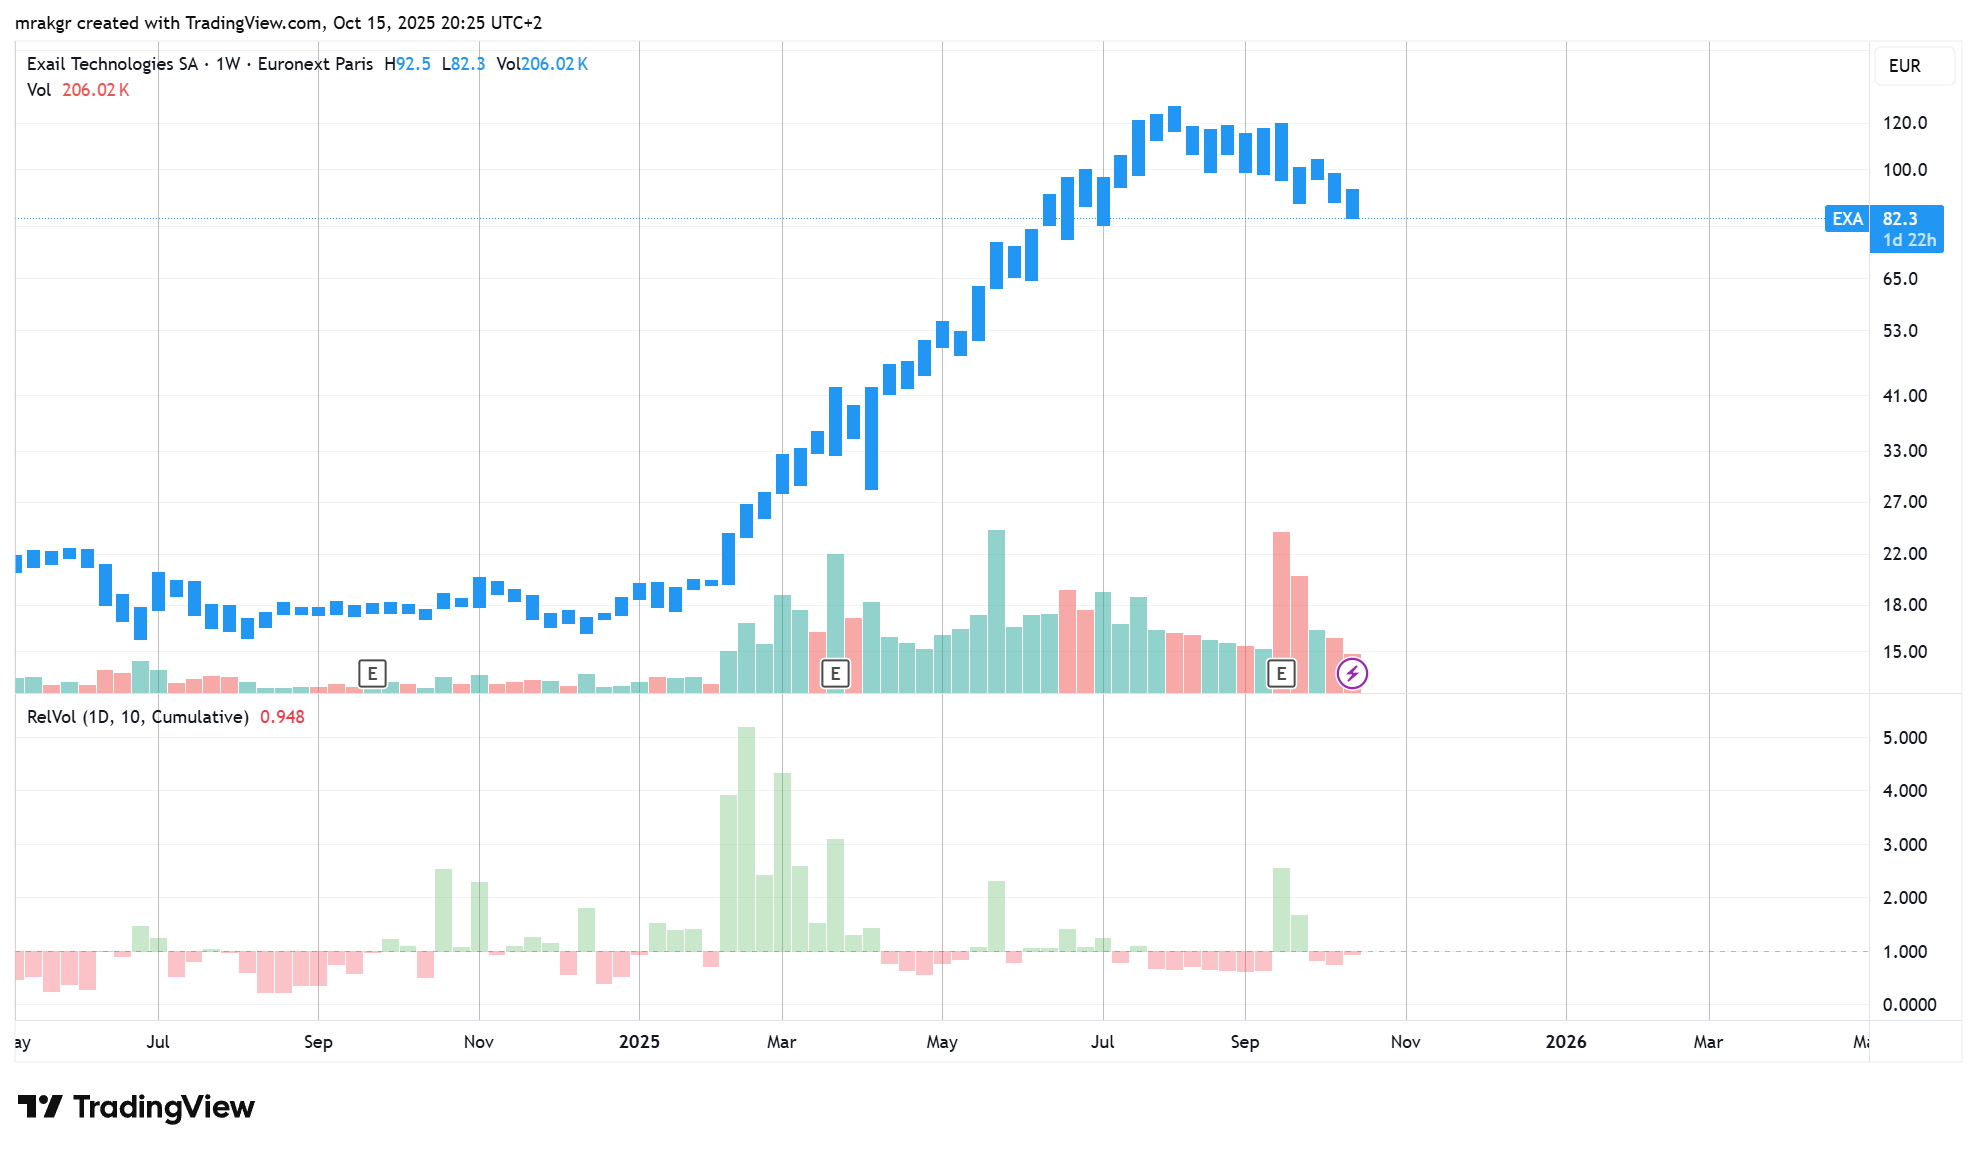 mrakgr created with TradingView.com, Oct 15, 2025 20:25 UTC+2
Exail Technologies SA · 1W · Euronext Paris H92.5 L82.3 Vol206.02 K
Vol 206.02 K
EUR
120.0
100.0
EXA 82.3
1d 22h
65.0
53.0
41.00
33.00
27.00
22.00
18.00
15.00
E
E
E
RelVol (1D, 10, Cumulative) 0.948
5.000
4.000
3.000
2.000
1.000
0.0000
ay Jul Sep Nov 2025 Mar May Jul Sep Nov 2026 Mar Ma
TradingView